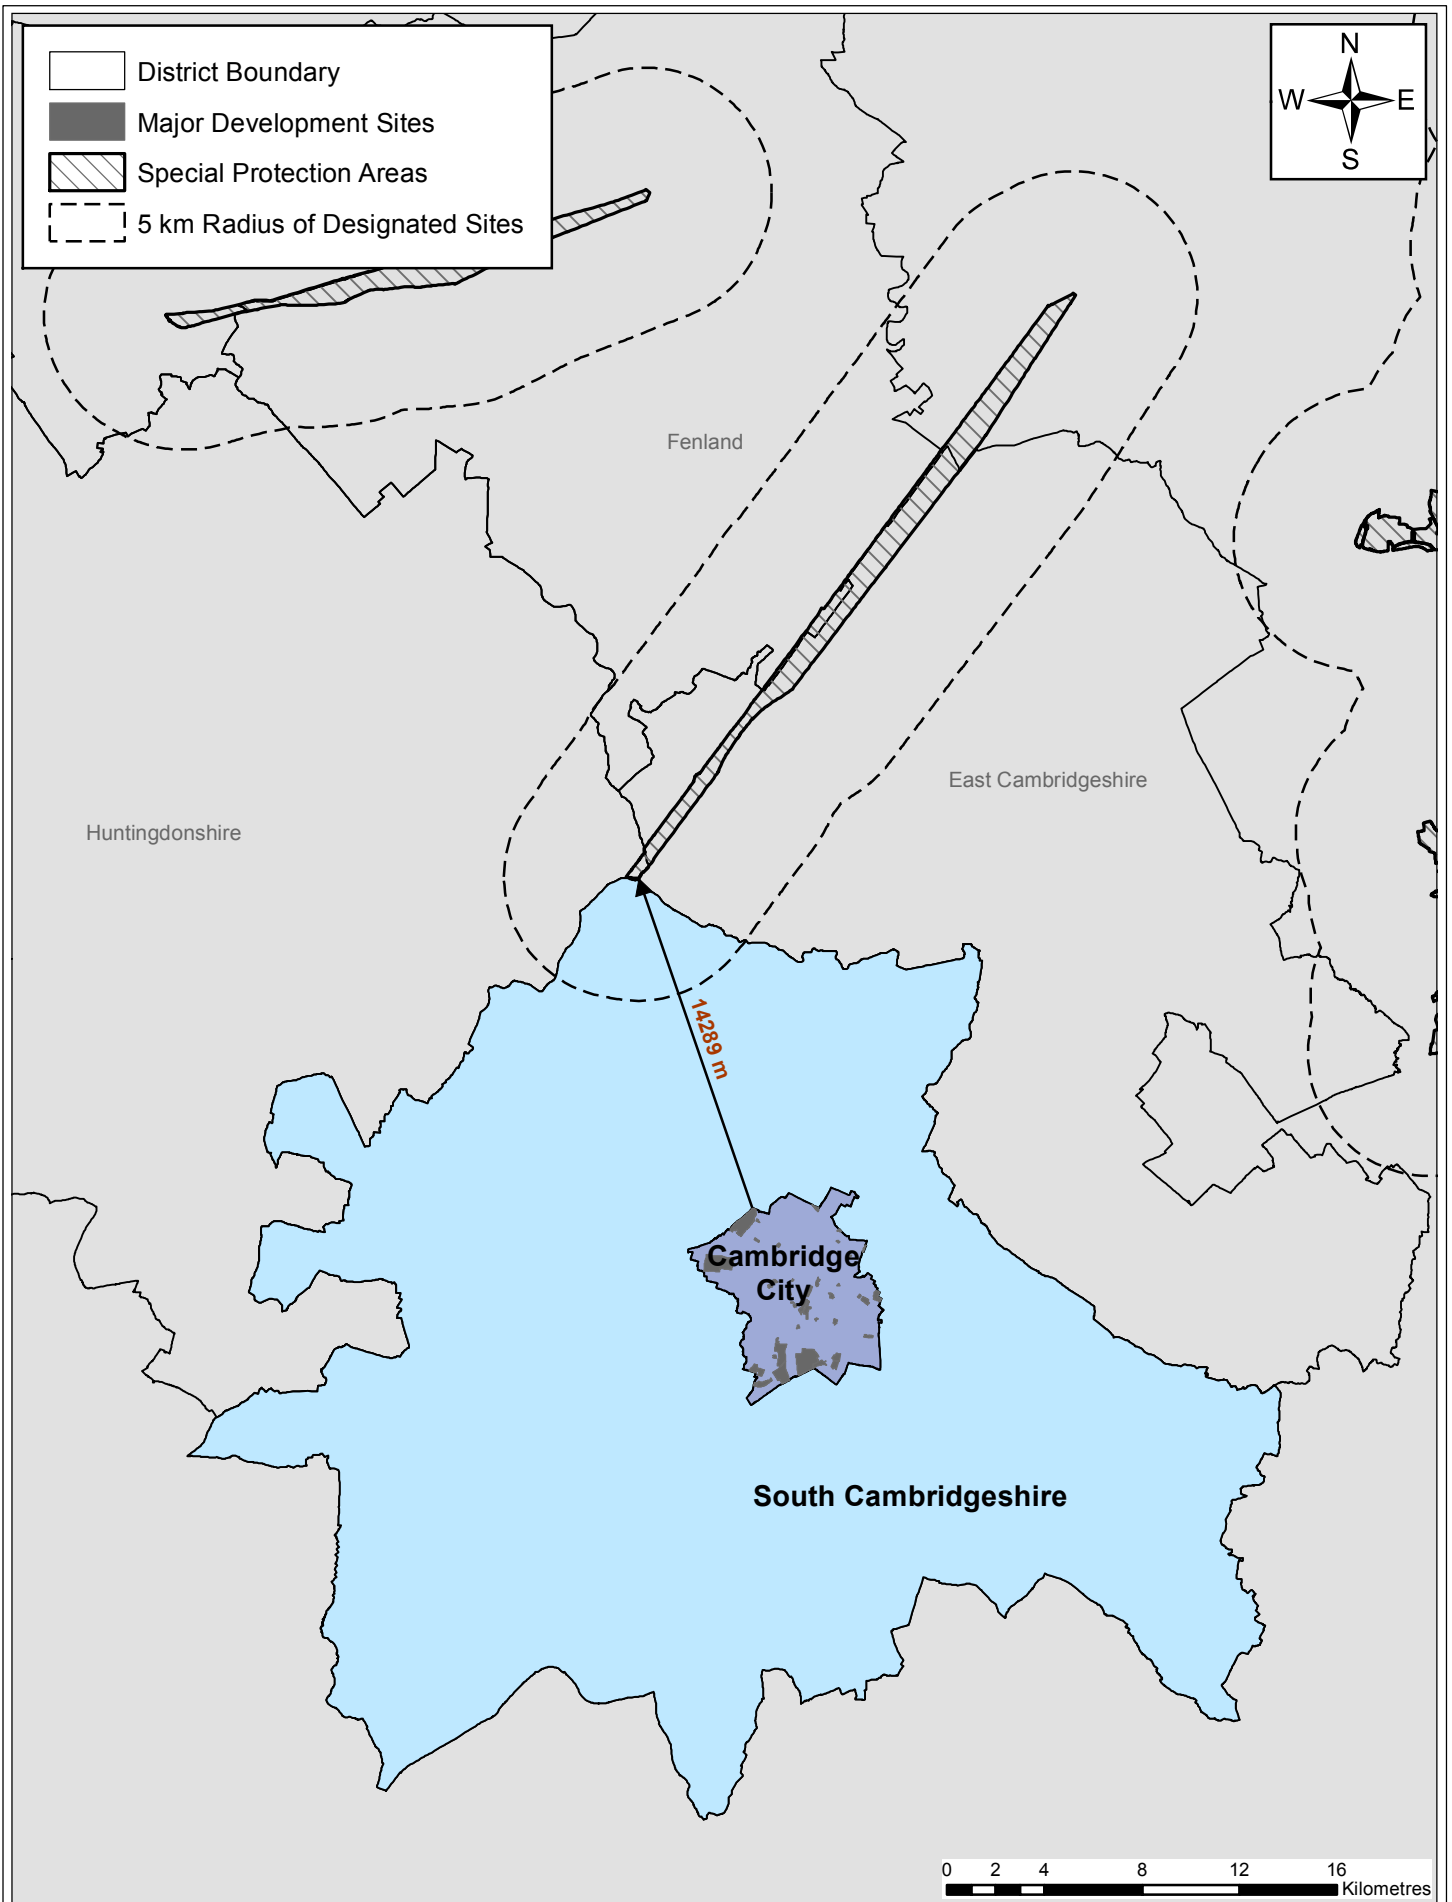 District Boundary
Major Development Sites
Special Protection Areas
5 km Radius of Designated Sites
N
W E
S
Fenland
East Cambridgeshire
Huntingdonshire
14289 m
Cambridge
City
South Cambridgeshire
0 2 4 8 12 16
Kilometres